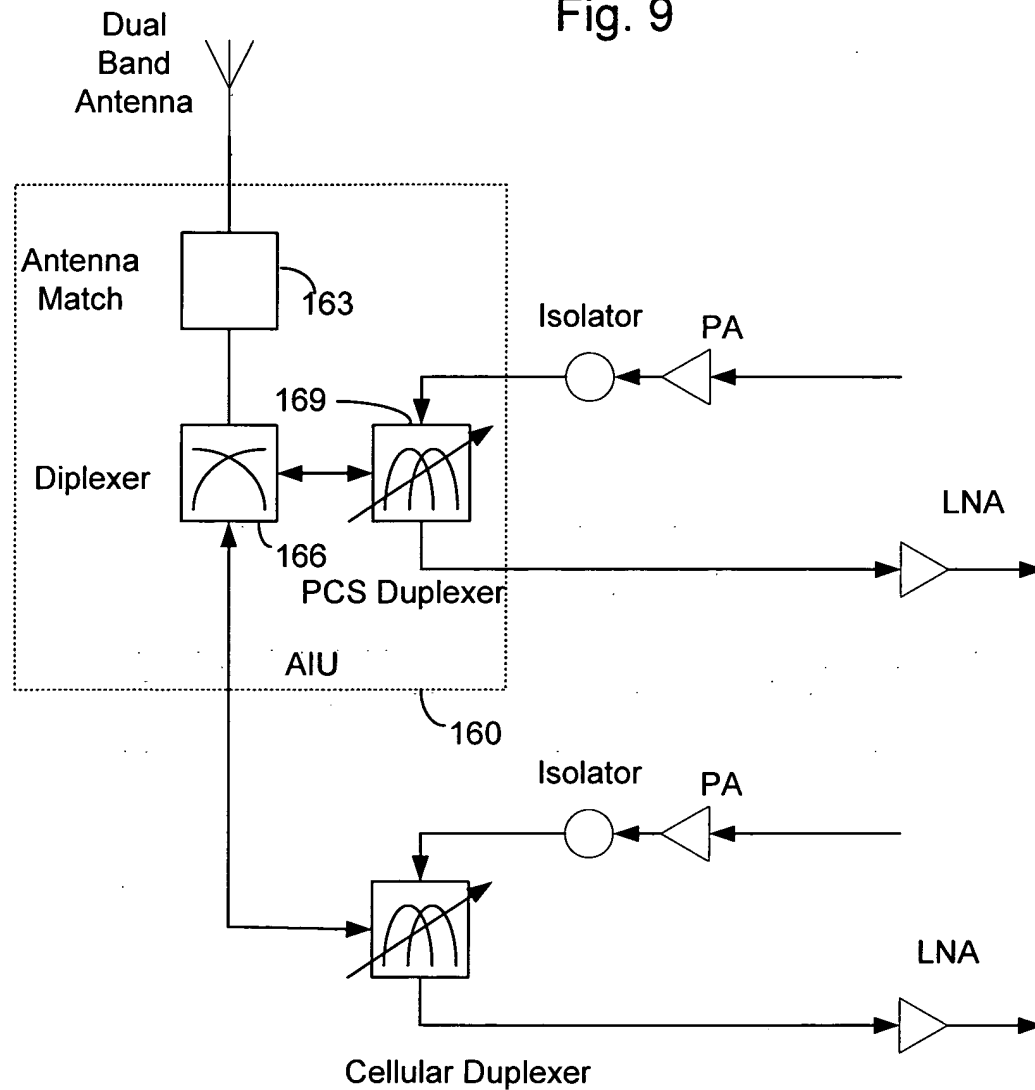 Fig. 9
Dual
Band
Antenna
Antenna
Match
163
Isolator
PA
169
Diplexer
LNA
166
PCS Duplexer
AIU
160
Isolator
PA
LNA
Cellular Duplexer